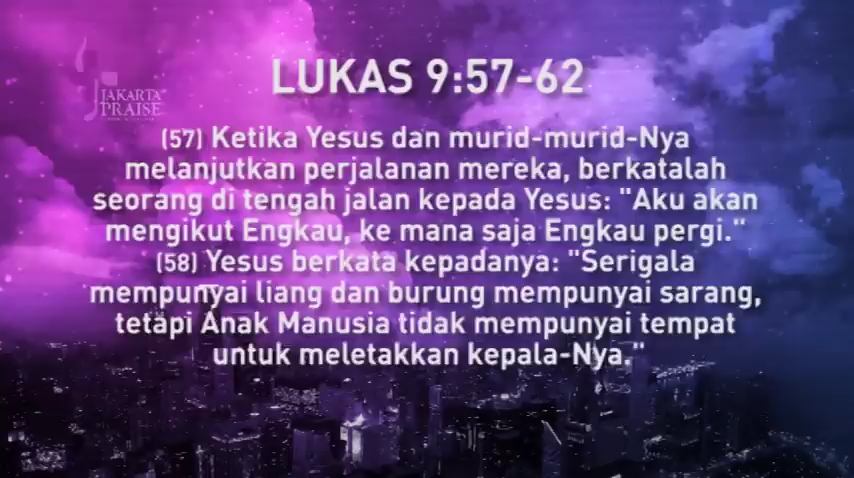 JAKARTA
PRAISE
LUKAS 9:57-62
(57) Ketika Yesus dan murid-murid-Nya
melanjutkan perjalanan mereka, berkatalah
seorang di tengah jalan kepada Yesus: "Aku akan
mengikut Engkau, ke mana saja Engkau pergi."
(58) Yesus berkata kepadanya: "Serigala
mempunyai liang dan burung mempunyai sarang,
tetapi Anak Manusia tidak mempunyai tempat
untuk meletakkan kepala-Nya."